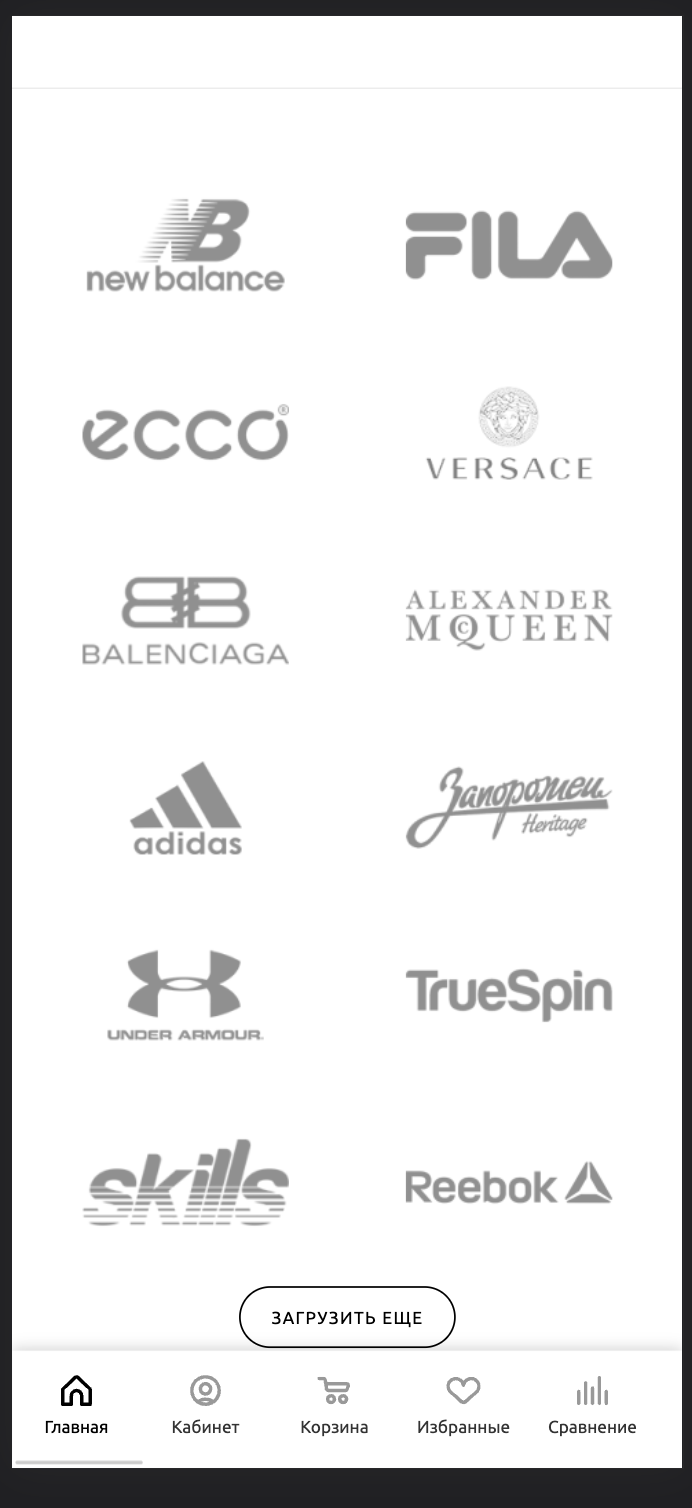 NB
new balance
FILA
ecco®
VERSACE
BB
BALENCIAGA
ALEXANDER
McQUEEN
adidas
Запорожец
Heritage
UNDER ARMOUR.
TrueSpin
skills
Reebok
ЗАГРУЗИТЬ ЕЩЕ
Главная
Кабинет
Корзина
Избранные
Сравнение